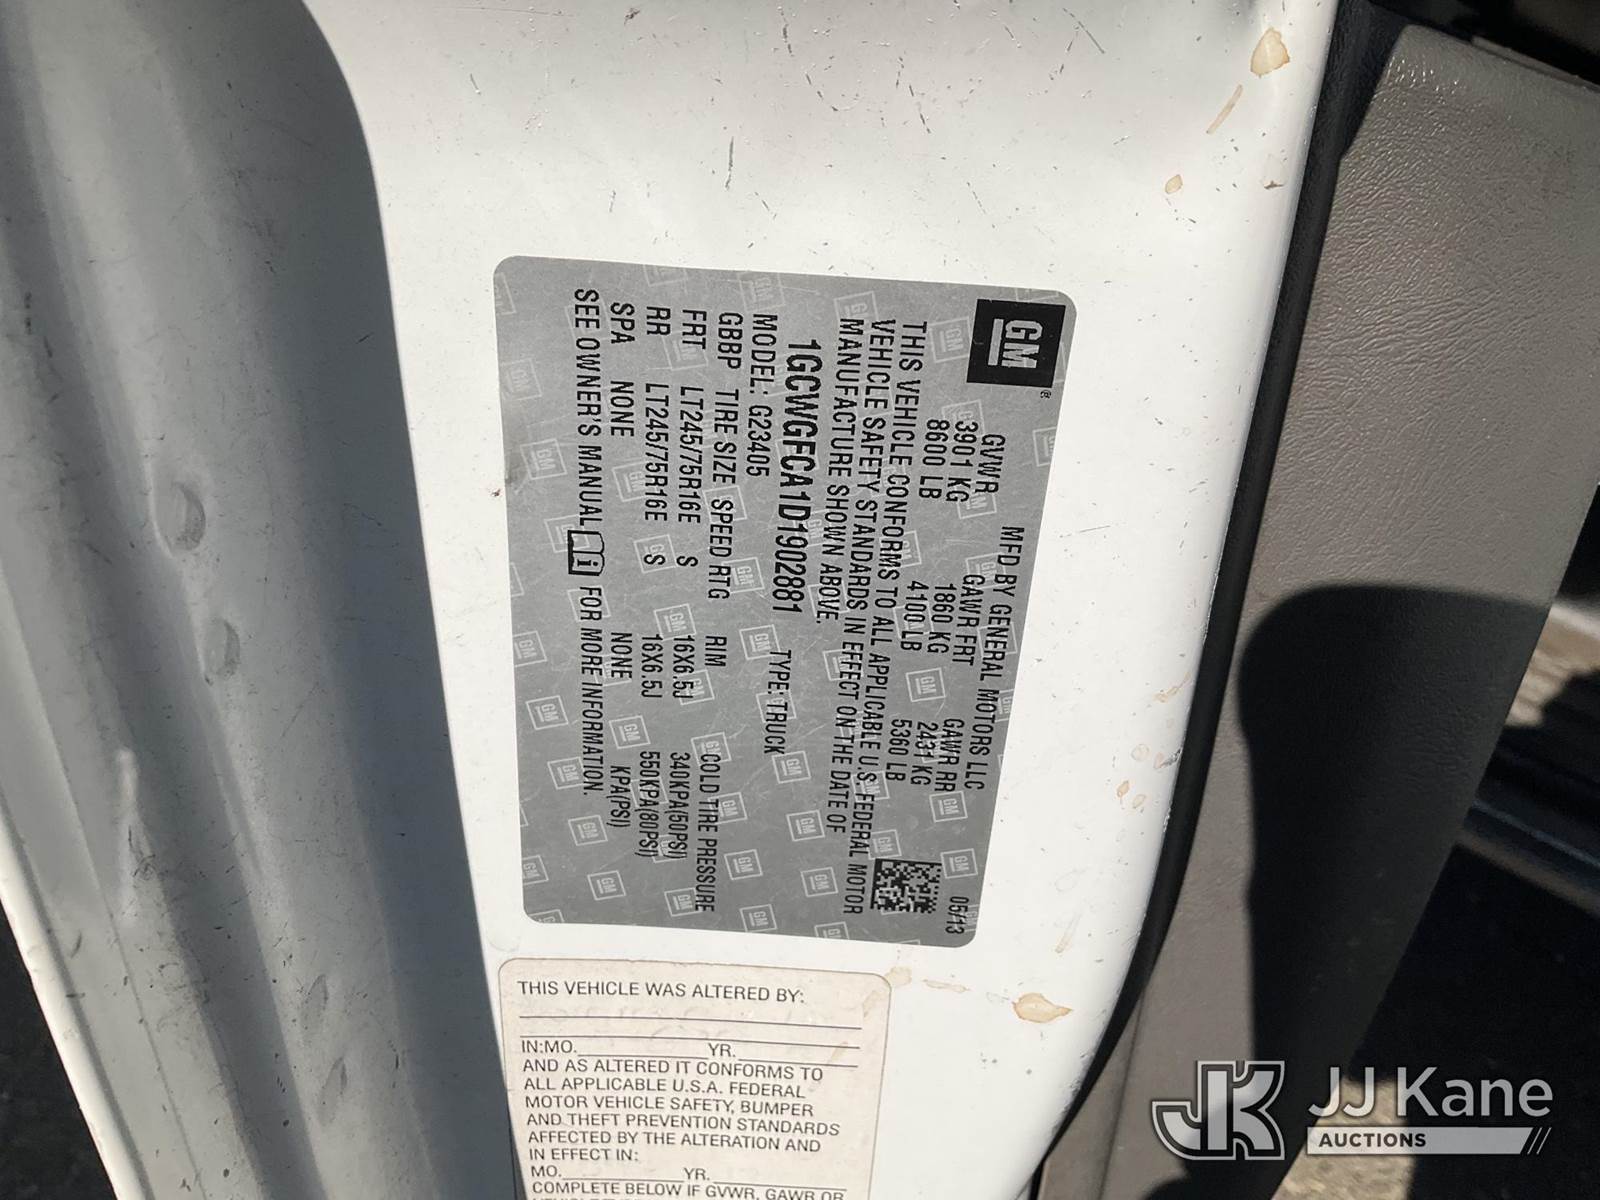 GM
MFD BY GENERAL MOTORS LLC 05/13
GVWR GAWR FRT GAWR RR
3901 KG 1860 KG 2431 KG
8600 LB 4100 LB 5360 LB
THIS VEHICLE CONFORMS TO ALL APPLICABLE U.S. FEDERAL MOTOR
VEHICLE SAFETY STANDARDS IN EFFECT ON THE DATE OF
MANUFACTURE SHOWN ABOVE.
1GCWGFCA1D1902881 TYPE: TRUCK
MODEL: G23405
GBBP TIRE SIZE SPEED RTG RIM COLD TIRE PRESSURE
FRT LT245/75R16E S 16X6.5J 340KPA(50PSI)
RR LT245/75R16E S 16X6.5J 550KPA(80PSI)
SPA NONE NONE KPA(PSI)
SEE OWNER'S MANUAL i FOR MORE INFORMATION.
THIS VEHICLE WAS ALTERED BY:
IN:MO. YR.
AND AS ALTERED IT CONFORMS TO
ALL APPLICABLE U.S.A. FEDERAL
MOTOR VEHICLE SAFETY, BUMPER
AND THEFT PREVENTION STANDARDS
AFFECTED BY THE ALTERATION AND
IN EFFECT IN:
MO. YR.
COMPLETE BELOW IF GVWR, GAWR OR
JK JJ Kane
AUCTIONS